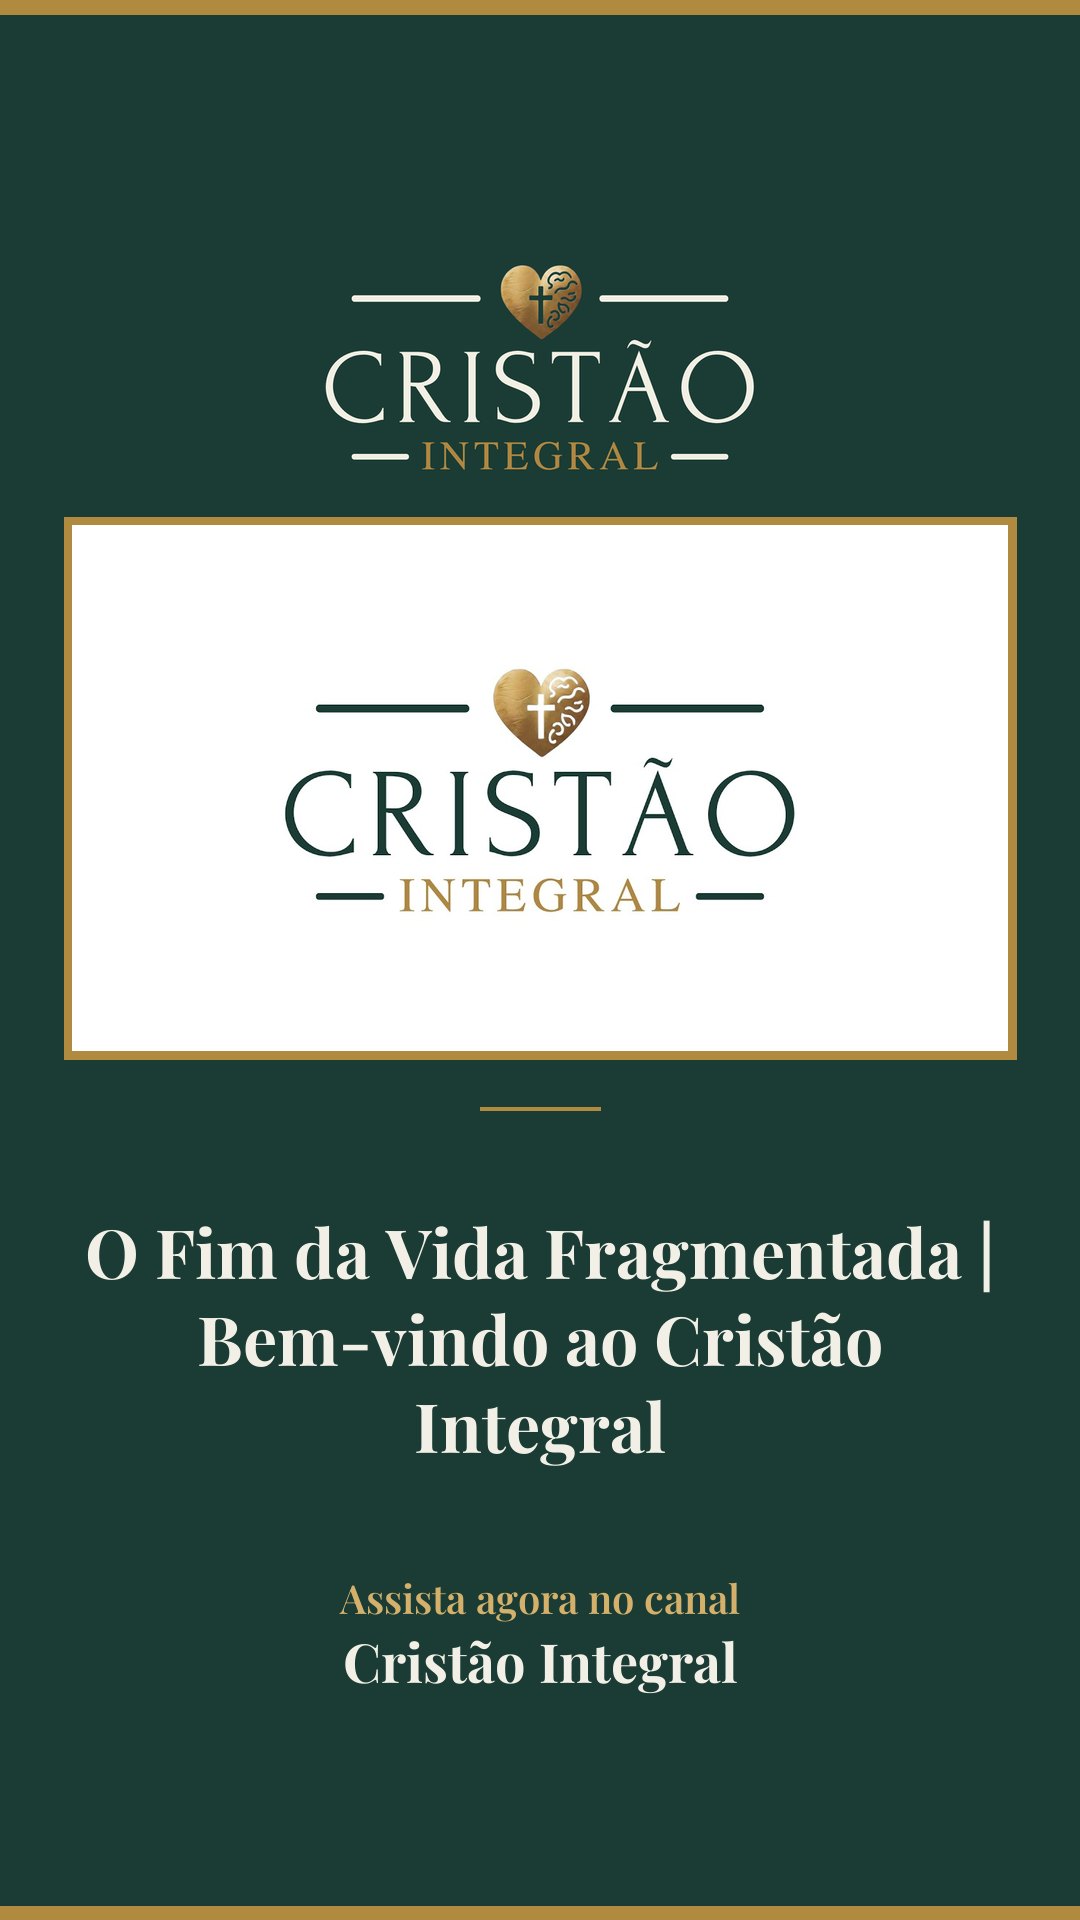 CRISTÃO
INTEGRAL
CRISTÃO
INTEGRAL
O Fim da Vida Fragmentada |
Bem-vindo ao Cristão
Integral
Assista agora no canal
Cristão Integral